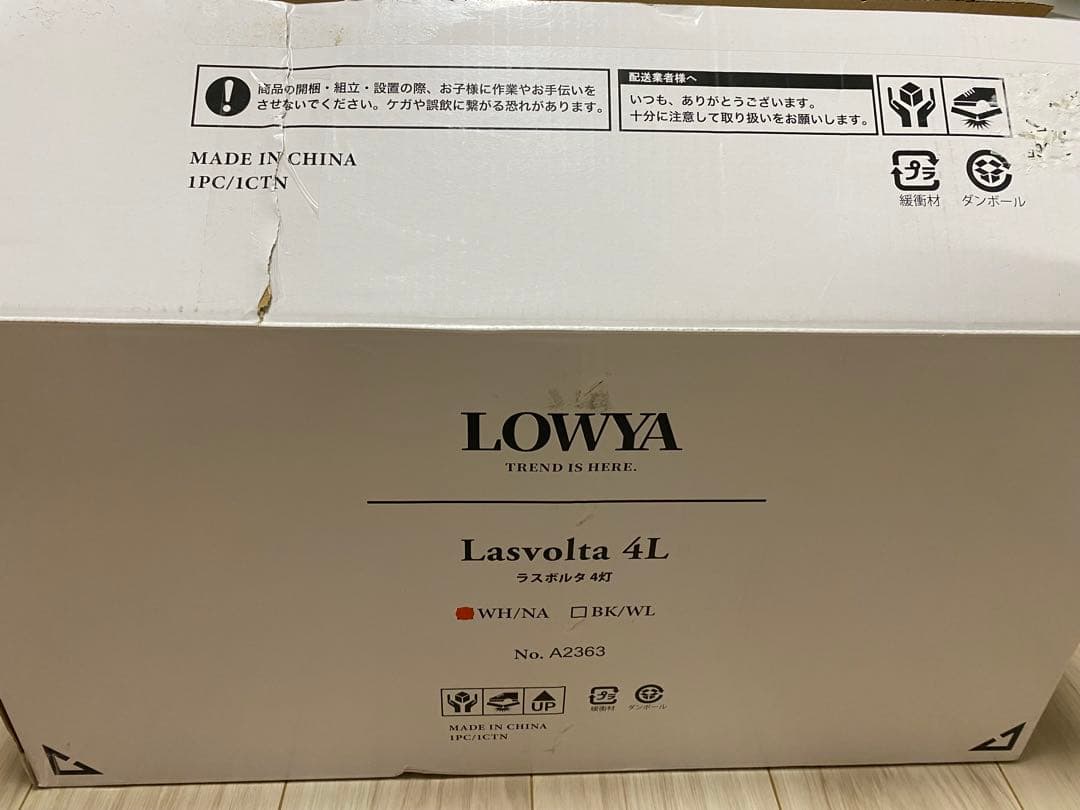 商品の開梱・組立・設置の際、お子様に作業やお手伝いを
させないでください。ケガや誤飲に繋がる恐れがあります。
配送業者様へ
いつも、ありがとうございます。
十分に注意して取り扱いをお願いします。
MADE IN CHINA
1PC/1CTN
プラ
緩衝材
ダンボール
LOWYA
TREND IS HERE.
Lasvolta 4L
ラスボルタ 4灯
WH/NA BK/WL
No. A2363
UP
プラ
緩衝材
ダンボール
MADE IN CHINA
1PC/1CTN